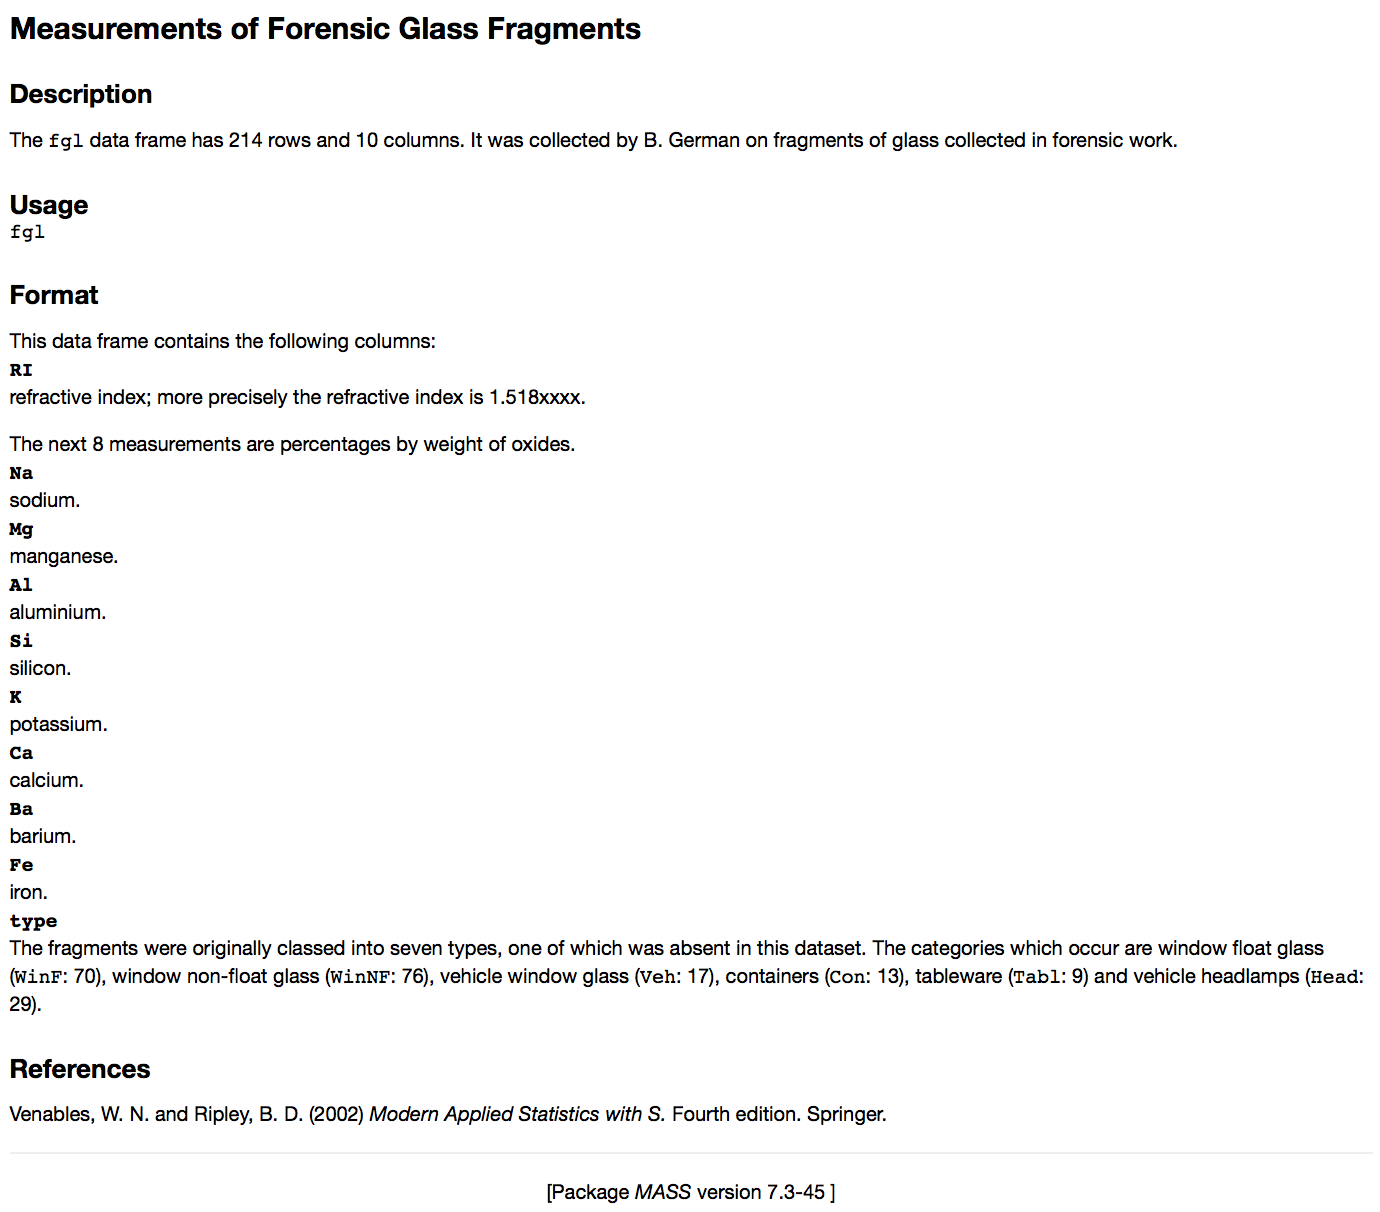 Measurements of Forensic Glass Fragments
Description
The fgl data frame has 214 rows and 10 columns. It was collected by B. German on fragments of glass collected in forensic work.
Usage
fgl
Format
This data frame contains the following columns:
RI
refractive index; more precisely the refractive index is 1.518xxxx.
The next 8 measurements are percentages by weight of oxides.
Na
sodium.
Mg
manganese.
Al
aluminium.
Si
silicon.
K
potassium.
Ca
calcium.
Ba
barium.
Fe
iron.
type
The fragments were originally classed into seven types, one of which was absent in this dataset. The categories which occur are window float glass
(WinF: 70), window non-float glass (WinNF: 76), vehicle window glass (Veh: 17), containers (Con: 13), tableware (Tabl: 9) and vehicle headlamps (Head:
29).
References
Venables, W. N. and Ripley, B. D. (2002) Modern Applied Statistics with S. Fourth edition. Springer.
[Package MASS version 7.3-45 ]